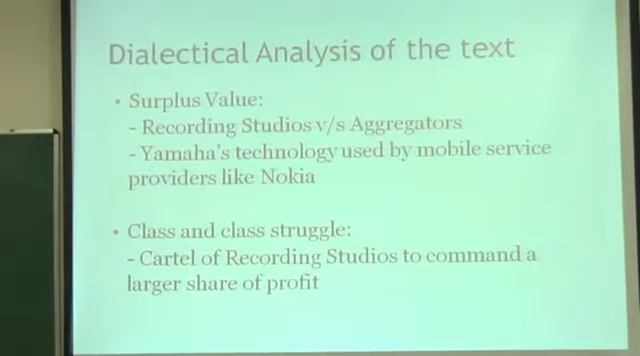 Dialectical Analysis of the text
• Surplus Value:
- Recording Studios v/s Aggregators
- Yamaha's technology used by mobile service
providers like Nokia
• Class and class struggle:
- Cartel of Recording Studios to command a
larger share of profit